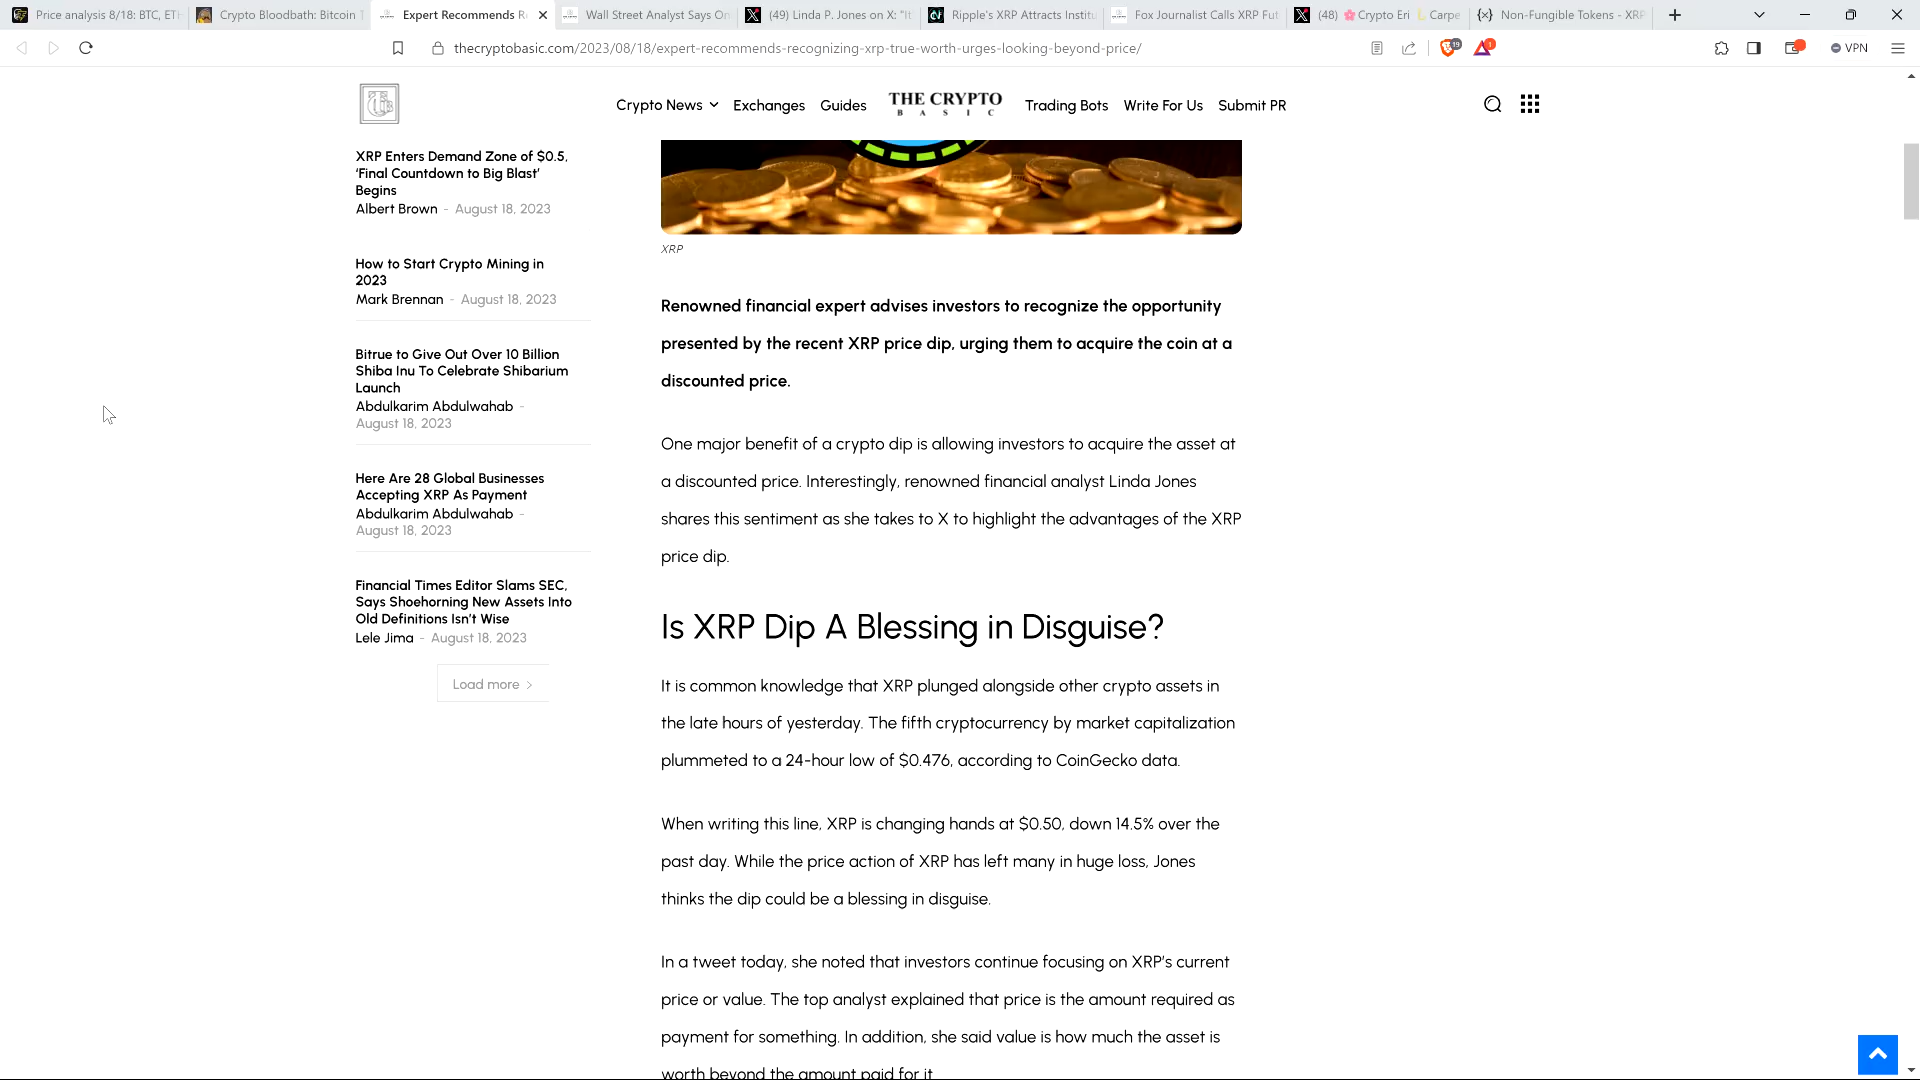 Price analysis 8/18: BTC, ETH
Crypto Bloodbath: Bitcoin T
Expert Recommends R
Wall Street Analyst Says On
(49) Linda P. Jones on X: "It
Ripple's XRP Attracts Institu
Fox Journalist Calls XRP Fut
(48) 🌸Crypto Eri Carpe
Non-Fungible Tokens - XRP
thecryptobasic.com/2023/08/18/expert-recommends-recognizing-xrp-true-worth-urges-looking-beyond-price/
19
1
VPN
Crypto News
Exchanges
Guides
THE CRYPTO
BASIC
Trading Bots
Write For Us
Submit PR
XRP Enters Demand Zone of $0.5,
‘Final Countdown to Big Blast’
Begins
Albert Brown - August 18, 2023
How to Start Crypto Mining in
2023
Mark Brennan - August 18, 2023
Bitrue to Give Out Over 10 Billion
Shiba Inu To Celebrate Shibarium
Launch
Abdulkarim Abdulwahab -
August 18, 2023
Here Are 28 Global Businesses
Accepting XRP As Payment
Abdulkarim Abdulwahab -
August 18, 2023
Financial Times Editor Slams SEC,
Says Shoehorning New Assets Into
Old Definitions Isn’t Wise
Lele Jima - August 18, 2023
Load more
XRP
Renowned financial expert advises investors to recognize the opportunity
presented by the recent XRP price dip, urging them to acquire the coin at a
discounted price.
One major benefit of a crypto dip is allowing investors to acquire the asset at
a discounted price. Interestingly, renowned financial analyst Linda Jones
shares this sentiment as she takes to X to highlight the advantages of the XRP
price dip.
Is XRP Dip A Blessing in Disguise?
It is common knowledge that XRP plunged alongside other crypto assets in
the late hours of yesterday. The fifth cryptocurrency by market capitalization
plummeted to a 24-hour low of $0.476, according to CoinGecko data.
When writing this line, XRP is changing hands at $0.50, down 14.5% over the
past day. While the price action of XRP has left many in huge loss, Jones
thinks the dip could be a blessing in disguise.
In a tweet today, she noted that investors continue focusing on XRP’s current
price or value. The top analyst explained that price is the amount required as
payment for something. In addition, she said value is how much the asset is
worth beyond the amount paid for it